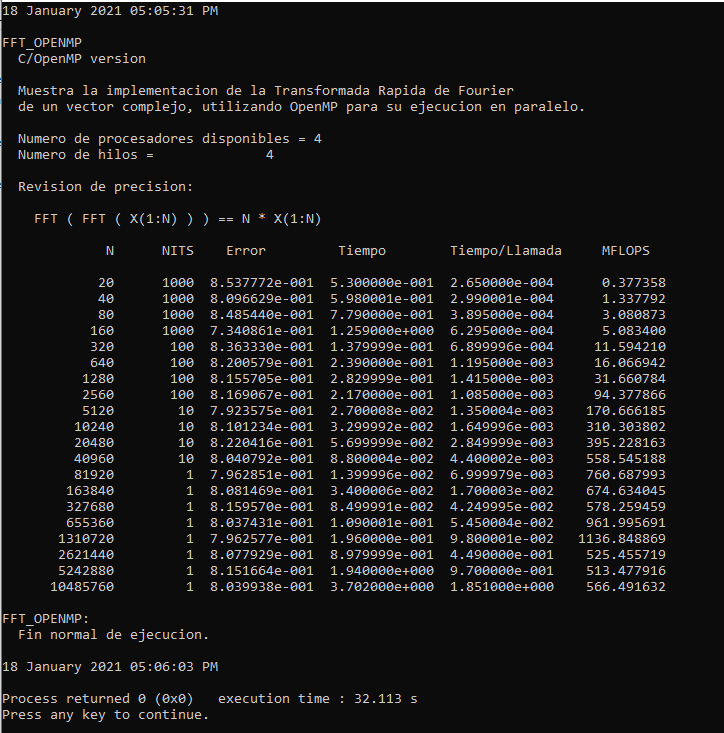 18 January 2021 05:05:31 PM
FFT_OPENMP
C/OpenMP version
Muestra la implementacion de la Transformada Rapida de Fourier
de un vector complejo, utilizando OpenMP para su ejecucion en paralelo.
Numero de procesadores disponibles = 4
Numero de hilos = 4
Revision de precision:
FFT ( FFT ( X(1:N) ) ) == N * X(1:N)
N NITS Error Tiempo Tiempo/Llamada MFLOPS
20 1000 8.537772e-001 5.300000e-001 2.650000e-004 0.377358
40 1000 8.096629e-001 5.980001e-001 2.990001e-004 1.337792
80 1000 8.485440e-001 7.790000e-001 3.895000e-004 3.080873
160 1000 7.340861e-001 1.259000e+000 6.295000e-004 5.083400
320 100 8.363330e-001 1.379999e-001 6.899996e-004 11.594210
640 100 8.200579e-001 2.390000e-001 1.195000e-003 16.066942
1280 100 8.155705e-001 2.829999e-001 1.415000e-003 31.660784
2560 100 8.169067e-001 2.170000e-001 1.085000e-003 94.377866
5120 10 7.923575e-001 2.700008e-002 1.350004e-003 170.666185
10240 10 8.101234e-001 3.299992e-002 1.649996e-003 310.303802
20480 10 8.220416e-001 5.699999e-002 2.849999e-003 395.228163
40960 10 8.040792e-001 8.800004e-002 4.400002e-003 558.545188
81920 1 7.962851e-001 1.399996e-002 6.999979e-003 760.687993
163840 1 8.081469e-001 3.400006e-002 1.700003e-002 674.634045
327680 1 8.159570e-001 8.499991e-002 4.249995e-002 578.259459
655360 1 8.037431e-001 1.090001e-001 5.450004e-002 961.995691
1310720 1 7.962577e-001 1.960000e-001 9.800001e-002 1136.848869
2621440 1 8.077929e-001 8.979999e-001 4.490000e-001 525.455719
5242880 1 8.151664e-001 1.940000e+000 9.700000e-001 513.477916
10485760 1 8.039938e-001 3.702000e+000 1.851000e+000 566.491632
FFT_OPENMP:
Fin normal de ejecucion.
18 January 2021 05:06:03 PM
Process returned 0 (0x0) execution time : 32.113 s
Press any key to continue.